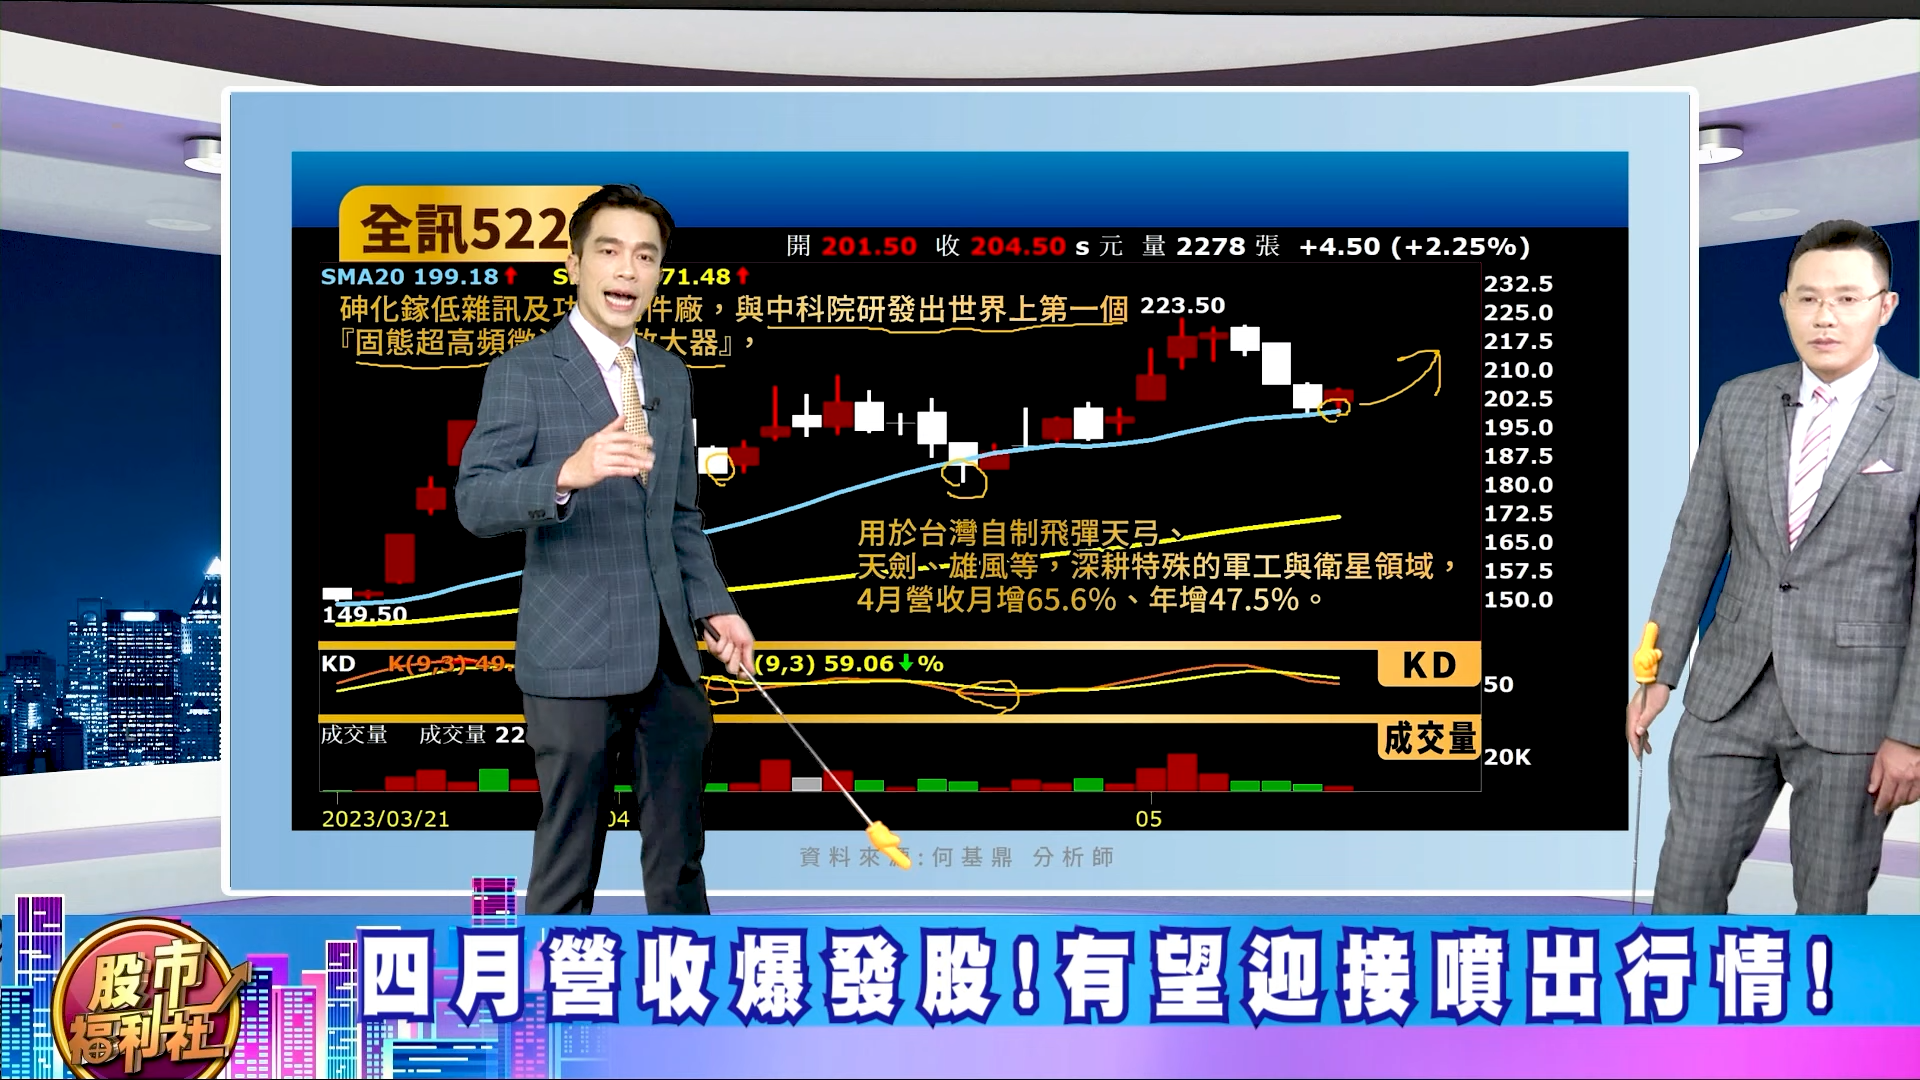 全訊522
開 201.50 收 204.50 s 元 量 2278 張 +4.50 (+2.25%)
SMA20 199.18 S 71.48
砷化鎵低雜訊及功 件廠，與中科院研發出世界上第一個
『固態超高頻微 放大器』，
223.50
232.5
225.0
217.5
210.0
202.5
195.0
187.5
180.0
172.5
165.0
157.5
150.0
用於台灣自制飛彈天弓、
天劍、雄風等，深耕特殊的軍工與衛星領域，
4月營收月增65.6%、年增47.5%。
149.50
KD K(9,3) 49. (9,3) 59.06 %
KD
50
成交量 成交量 22
成交量
20K
2023/03/21 04 05
資料來源:何基鼎 分析師
股市
福利社
四月營收爆發股!有望迎接噴出行情!